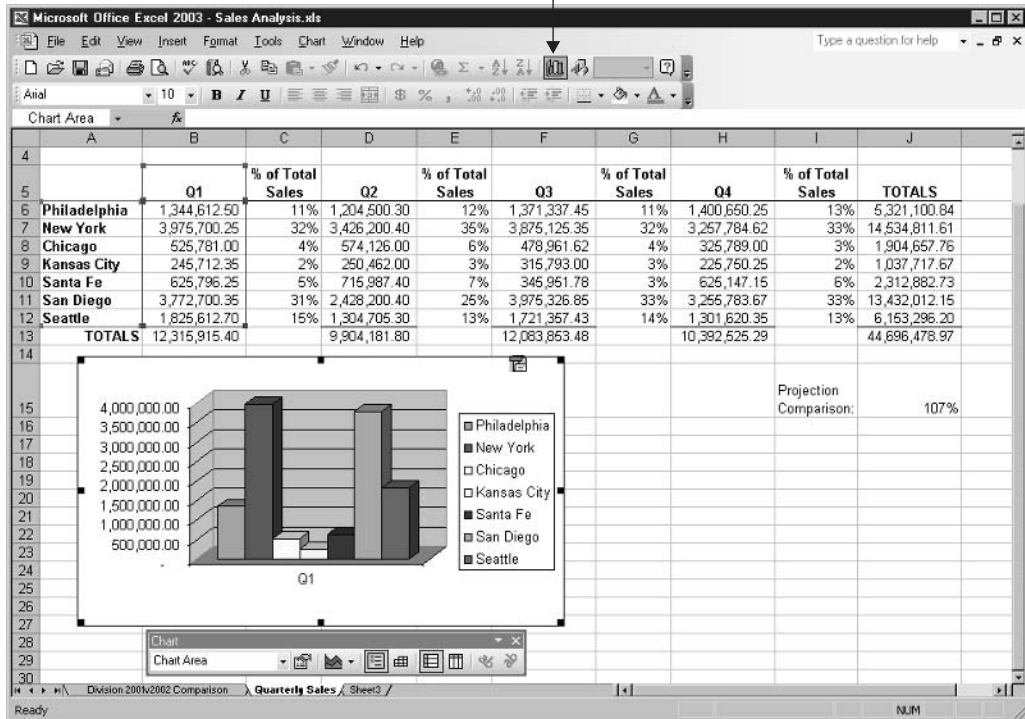 Microsoft Office Excel 2003 - Sales Analysis.xls
File Edit View Insert Format Tools Chart Window Help Type a question for help
Arial 10 B I U $ % ,
Chart Area fx
A B C D E F G H I J
4
5 Q1 % of Total Sales Q2 % of Total Sales Q3 % of Total Sales Q4 % of Total Sales TOTALS
6 Philadelphia 1,344,612.50 11% 1,204,500.30 12% 1,371,337.45 11% 1,400,650.25 13% 5,321,100.84
7 New York 3,975,700.25 32% 3,426,200.40 35% 3,875,125.35 32% 3,257,784.62 33% 14,534,811.61
8 Chicago 525,781.00 4% 574,126.00 6% 478,961.62 4% 325,789.00 3% 1,904,657.76
9 Kansas City 245,712.35 2% 250,462.00 3% 315,793.00 3% 225,750.25 2% 1,037,717.67
10 Santa Fe 625,796.25 5% 715,987.40 7% 345,951.78 3% 625,147.15 6% 2,312,882.73
11 San Diego 3,772,700.35 31% 2,428,200.40 25% 3,975,326.85 33% 3,255,783.67 33% 13,432,012.15
12 Seattle 1,825,612.70 15% 1,304,705.30 13% 1,721,357.43 14% 1,301,620.35 13% 6,153,296.20
13 TOTALS 12,315,915.40 9,904,181.80 12,083,853.48 10,392,525.29 44,696,478.97
14
15 Projection Comparison: 107%
16
17
18
19
20
21
22
23
24
25
26
27
28
29
30
4,000,000.00
3,500,000.00
3,000,000.00
2,500,000.00
2,000,000.00
1,500,000.00
1,000,000.00
500,000.00
-
Q1
Philadelphia
New York
Chicago
Kansas City
Santa Fe
San Diego
Seattle
Chart
Chart Area
Division 2001v2002 Comparison Quarterly Sales Sheet3
Ready NUM